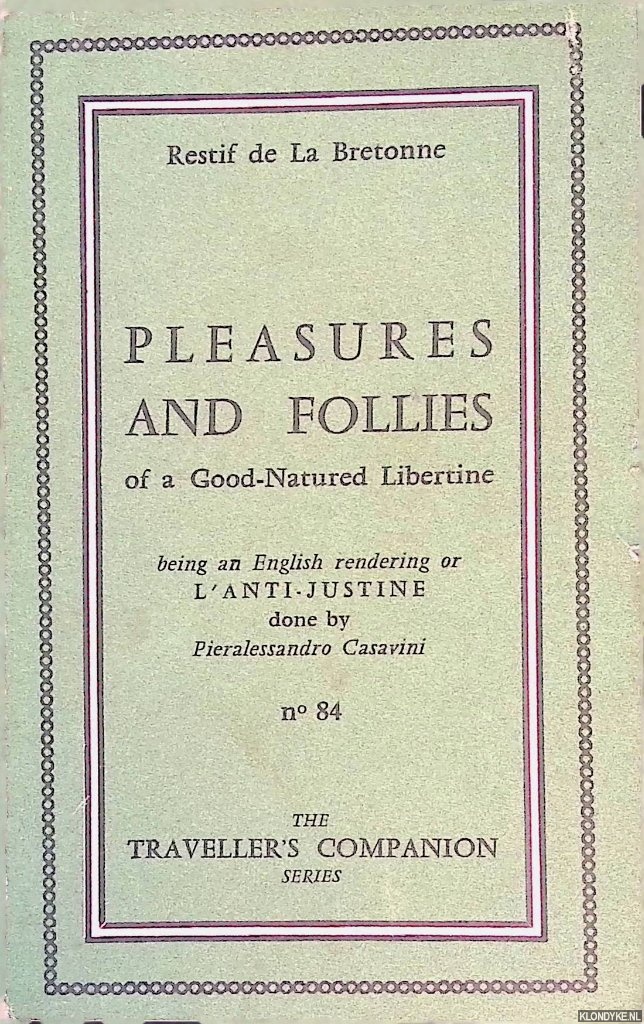 Restif de La Bretonne
PLEASURES
AND FOLLIES
of a Good-Natured Libertine
being an English rendering or
L'ANTI-JUSTINE
done by
Pieralessandro Casavini
nº 84
THE
TRAVELLER'S COMPANION
SERIES
KLONDYKE.NL